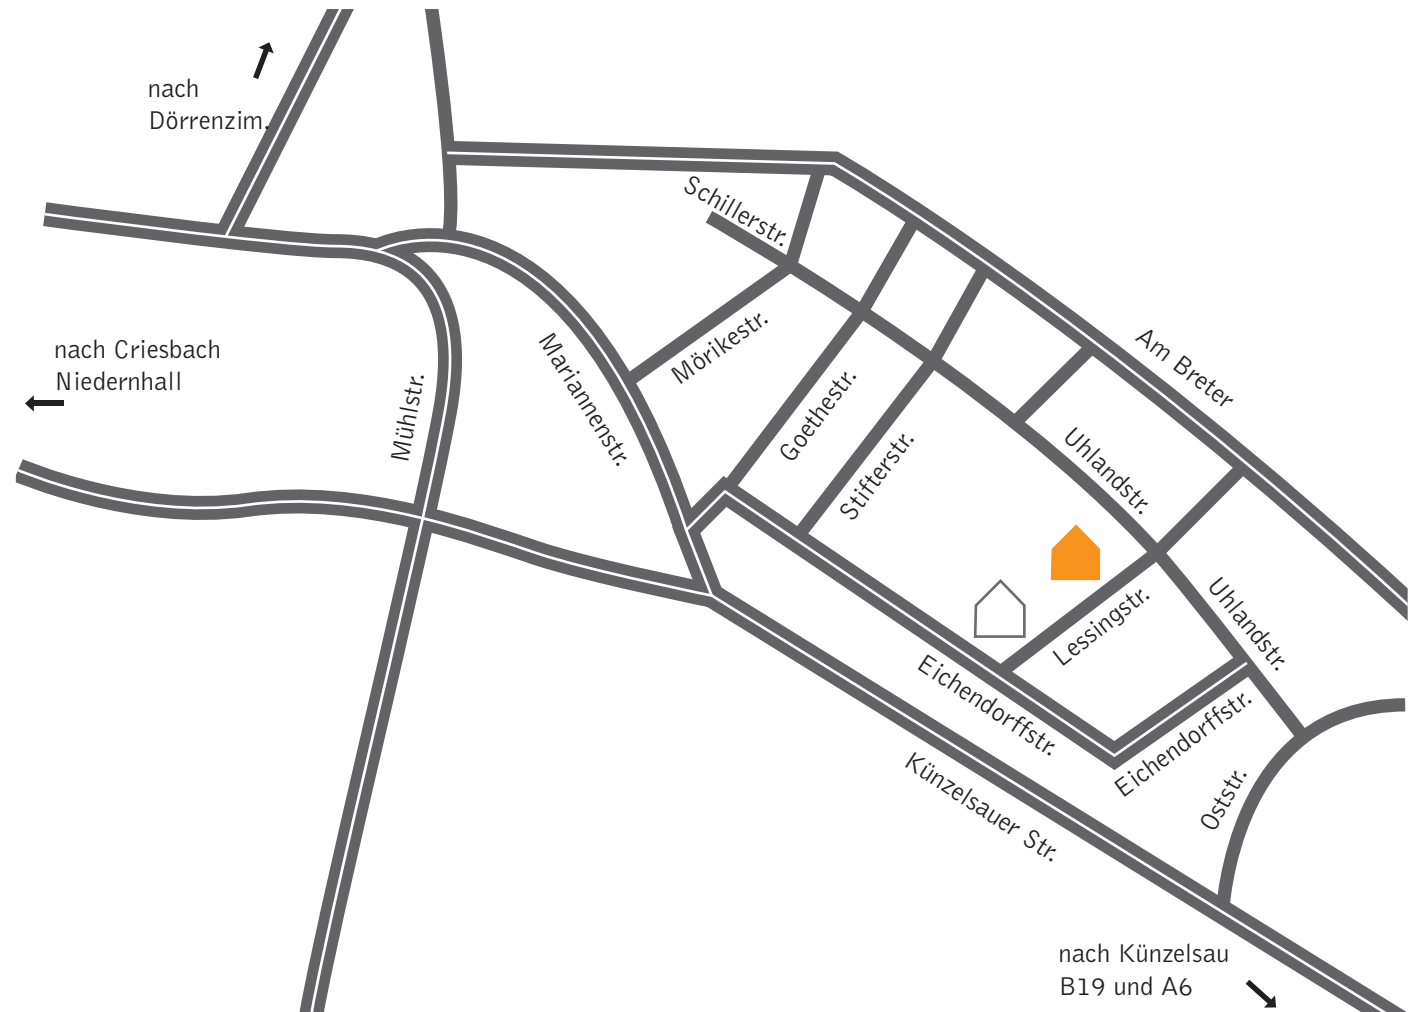 nach
Dörrenzim.
Schillerstr.
nach Criesbach
Niedernhall
Mühlstr.
Mariannenstr.
Mörikestr.
Goethestr.
Stifterstr.
Am Breter
Uhlandstr.
Lessingstr.
Uhlandstr.
Eichendorffstr.
Eichendorffstr.
Künzelsauer Str.
Oststr.
nach Künzelsau
B19 und A6